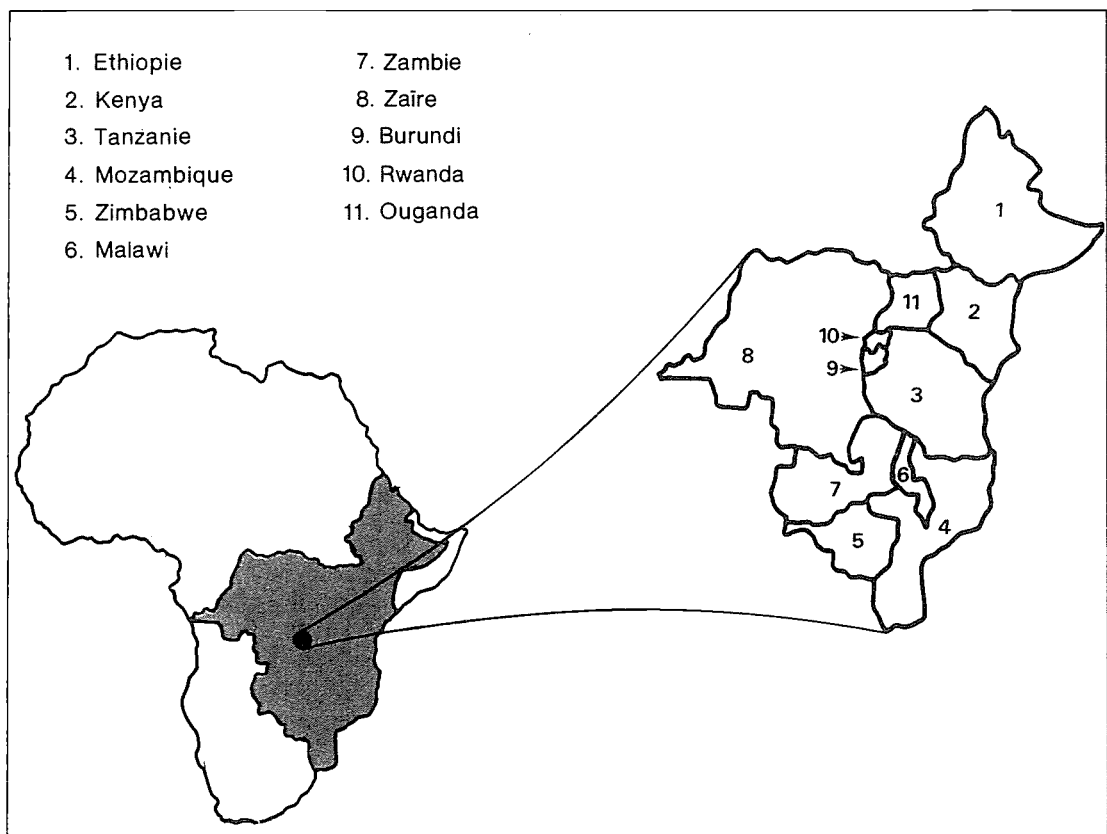 1. Ethiopie
2. Kenya
3. Tanzanie
4. Mozambique
5. Zimbabwe
6. Malawi
7. Zambie
8. Zaïre
9. Burundi
10. Rwanda
11. Ouganda
1
11
2
10
9
8
3
6
7
4
5